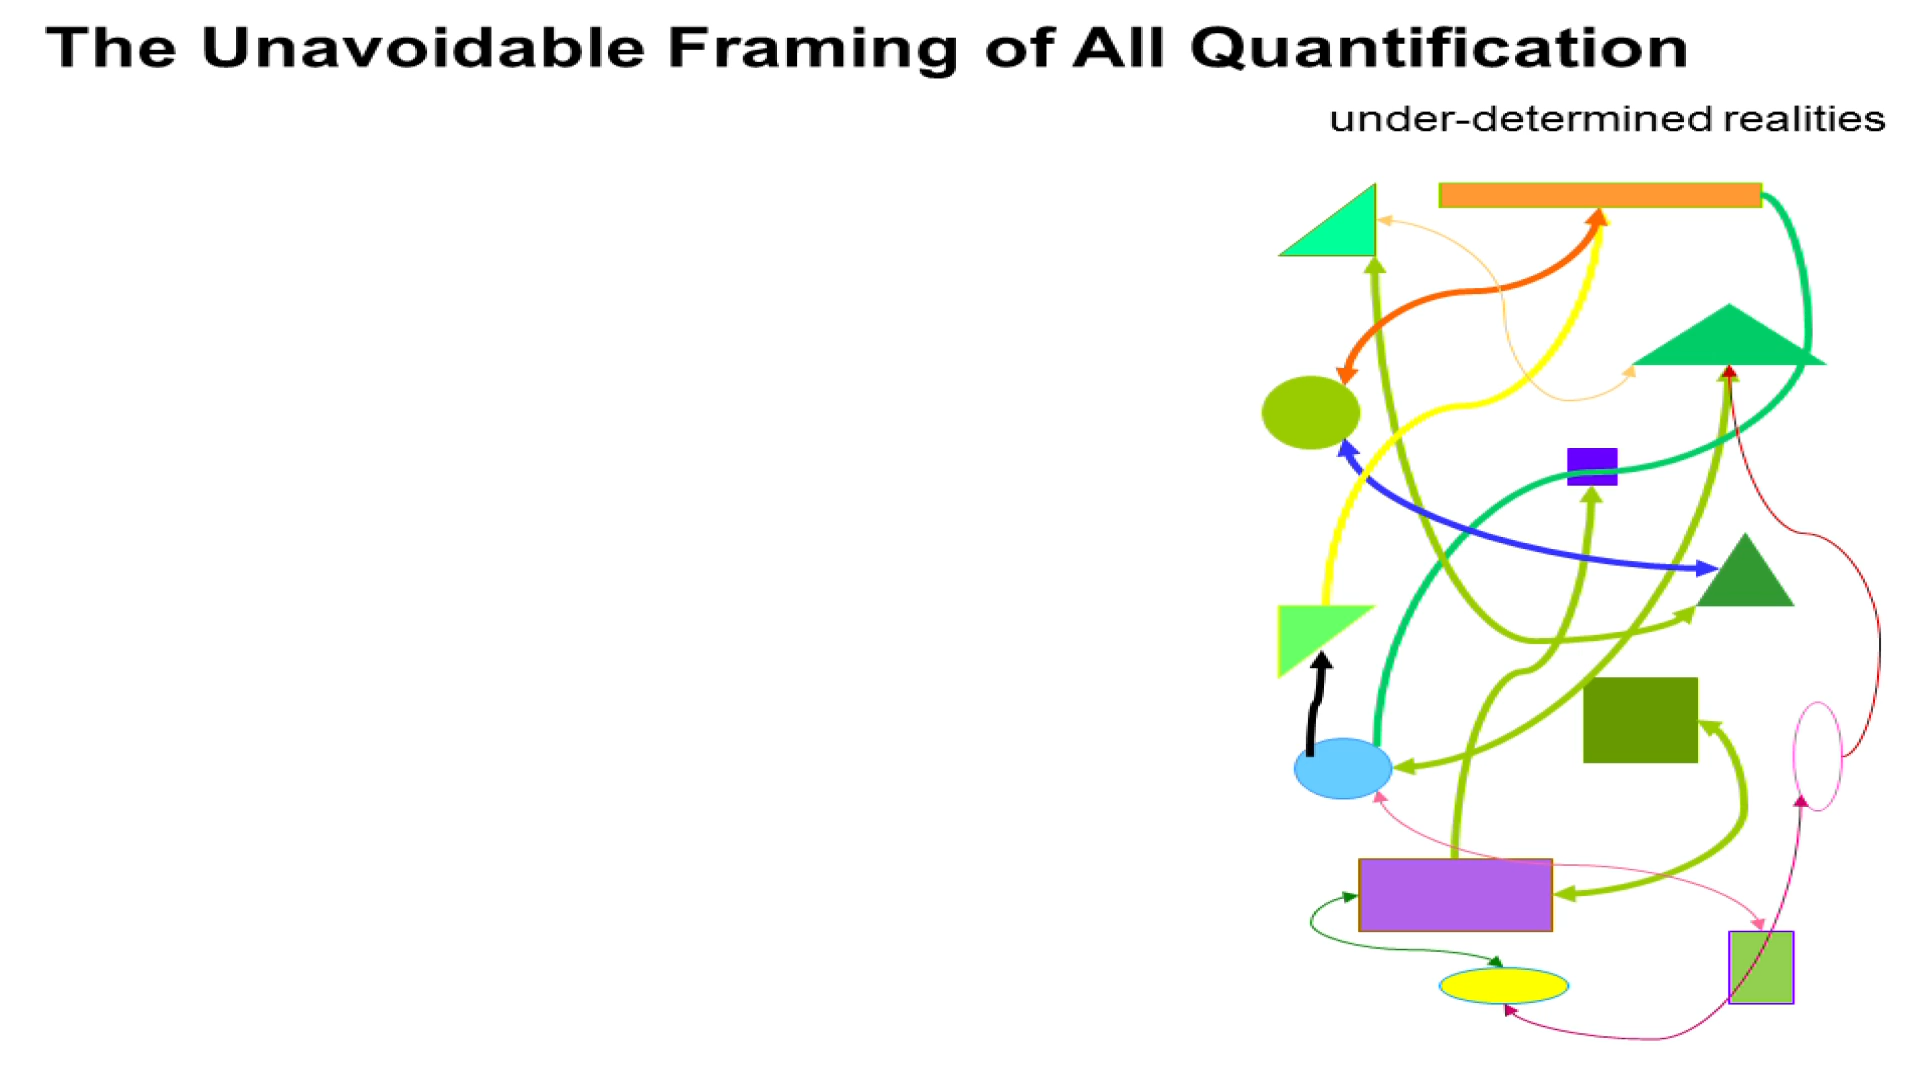 The Unavoidable Framing of All Quantification
under-determined realities